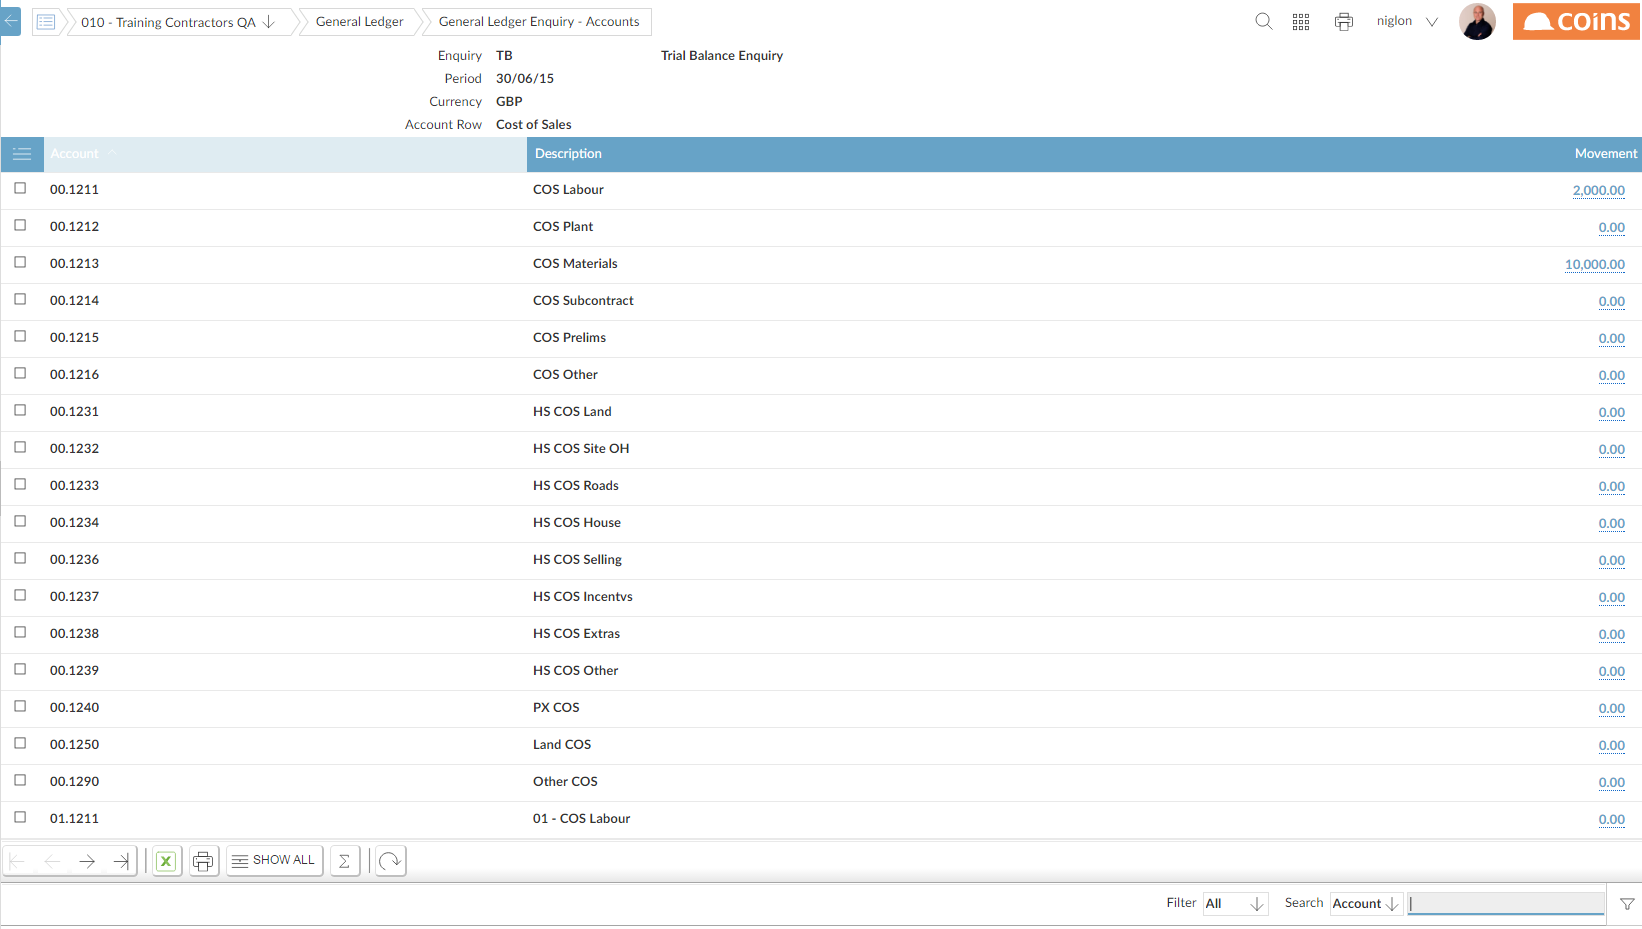 010 - Training Contractors QA General Ledger General Ledger Enquiry - Accounts niglon coins
Enquiry TB Trial Balance Enquiry
Period 30/06/15
Currency GBP
Account Row Cost of Sales
Account Description Movement
00.1211 COS Labour 2,000.00
00.1212 COS Plant 0.00
00.1213 COS Materials 10,000.00
00.1214 COS Subcontract 0.00
00.1215 COS Prelims 0.00
00.1216 COS Other 0.00
00.1231 HS COS Land 0.00
00.1232 HS COS Site OH 0.00
00.1233 HS COS Roads 0.00
00.1234 HS COS House 0.00
00.1236 HS COS Selling 0.00
00.1237 HS COS Incentvs 0.00
00.1238 HS COS Extras 0.00
00.1239 HS COS Other 0.00
00.1240 PX COS 0.00
00.1250 Land COS 0.00
00.1290 Other COS 0.00
01.1211 01 - COS Labour 0.00
SHOW ALL Σ
Filter All Search Account